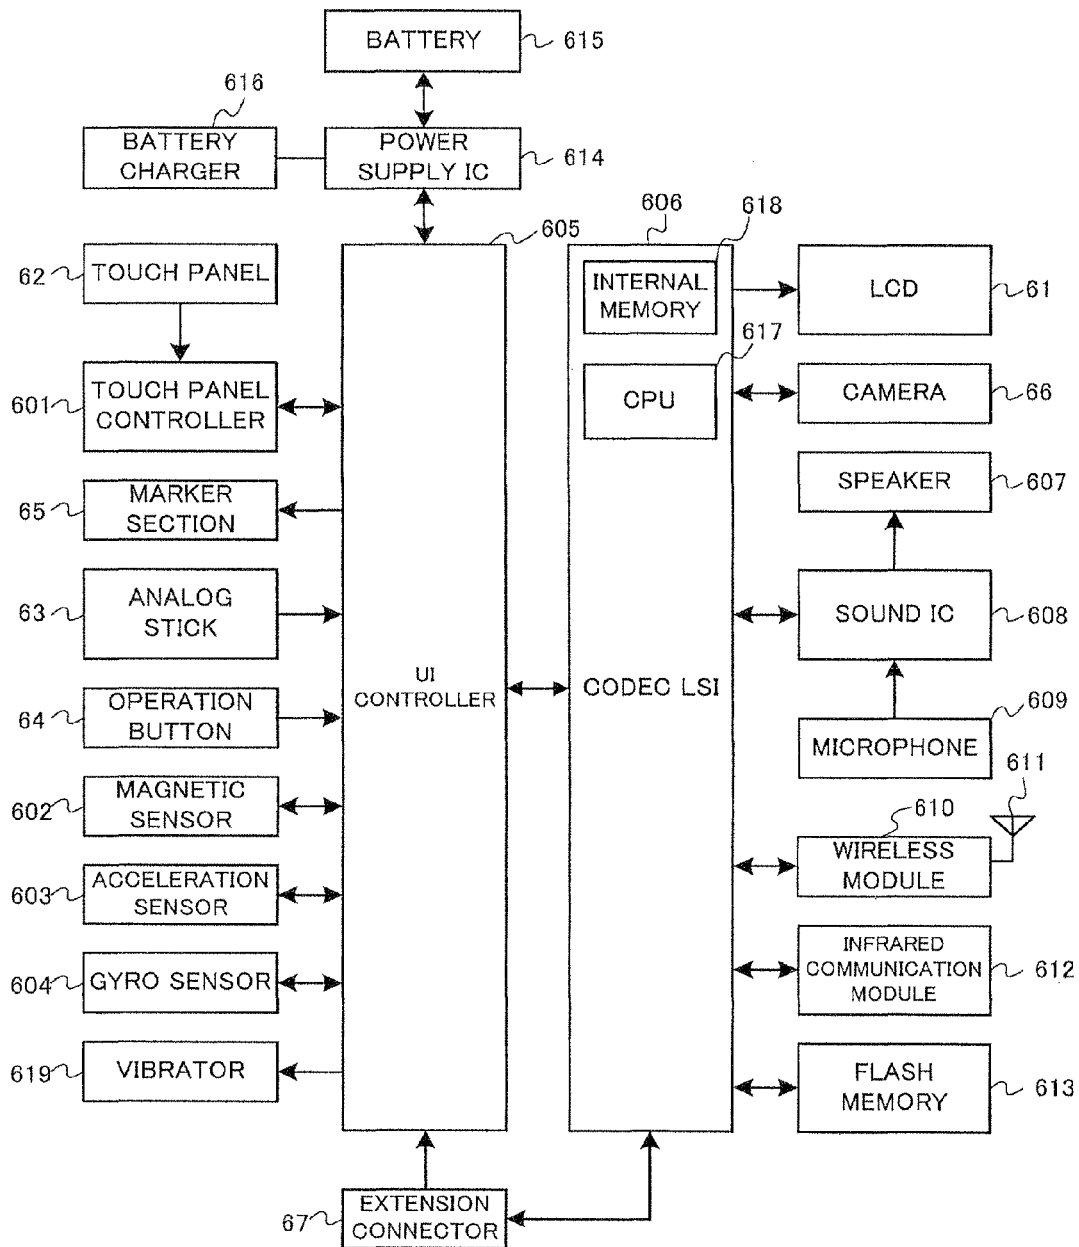 BATTERY
615
616
BATTERY
CHARGER
POWER
SUPPLY IC
614
605
606
618
62
TOUCH PANEL
INTERNAL
MEMORY
LCD
61
617
601
TOUCH PANEL
CONTROLLER
CPU
CAMERA
66
65
MARKER
SECTION
SPEAKER
607
63
ANALOG
STICK
SOUND IC
608
UI
CONTROLLER
CODEC LSI
64
OPERATION
BUTTON
609
MICROPHONE
602
MAGNETIC
SENSOR
611
610
WIRELESS
MODULE
603
ACCELERATION
SENSOR
604
GYRO SENSOR
INFRARED
COMMUNICATION
MODULE
612
619
VIBRATOR
FLASH
MEMORY
613
67
EXTENSION
CONNECTOR